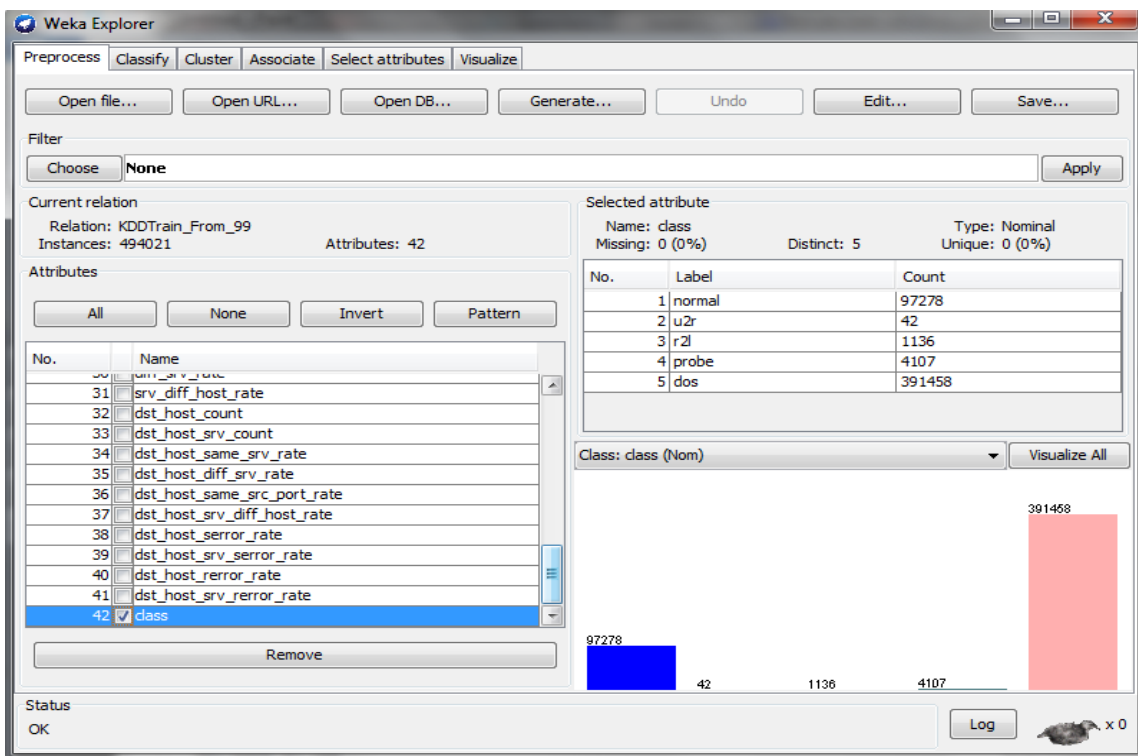 Weka Explorer
Preprocess Classify Cluster Associate Select attributes Visualize
Open file... Open URL... Open DB... Generate... Undo Edit... Save...
Filter
Choose None Apply
Current relation
Relation: KDDTrain_From_99
Instances: 494021 Attributes: 42
Attributes
All None Invert Pattern
No. Name
30 diff_srv_rate
31 srv_diff_host_rate
32 dst_host_count
33 dst_host_srv_count
34 dst_host_same_srv_rate
35 dst_host_diff_srv_rate
36 dst_host_same_src_port_rate
37 dst_host_srv_diff_host_rate
38 dst_host_serror_rate
39 dst_host_srv_serror_rate
40 dst_host_rerror_rate
41 dst_host_srv_rerror_rate
42 class
Remove
Selected attribute
Name: class Type: Nominal
Missing: 0 (0%) Distinct: 5 Unique: 0 (0%)
No. Label Count
1 normal 97278
2 u2r 42
3 r2l 1136
4 probe 4107
5 dos 391458
Class: class (Nom) Visualize All
391458
97278
42 1136 4107
Status
OK
Log x 0